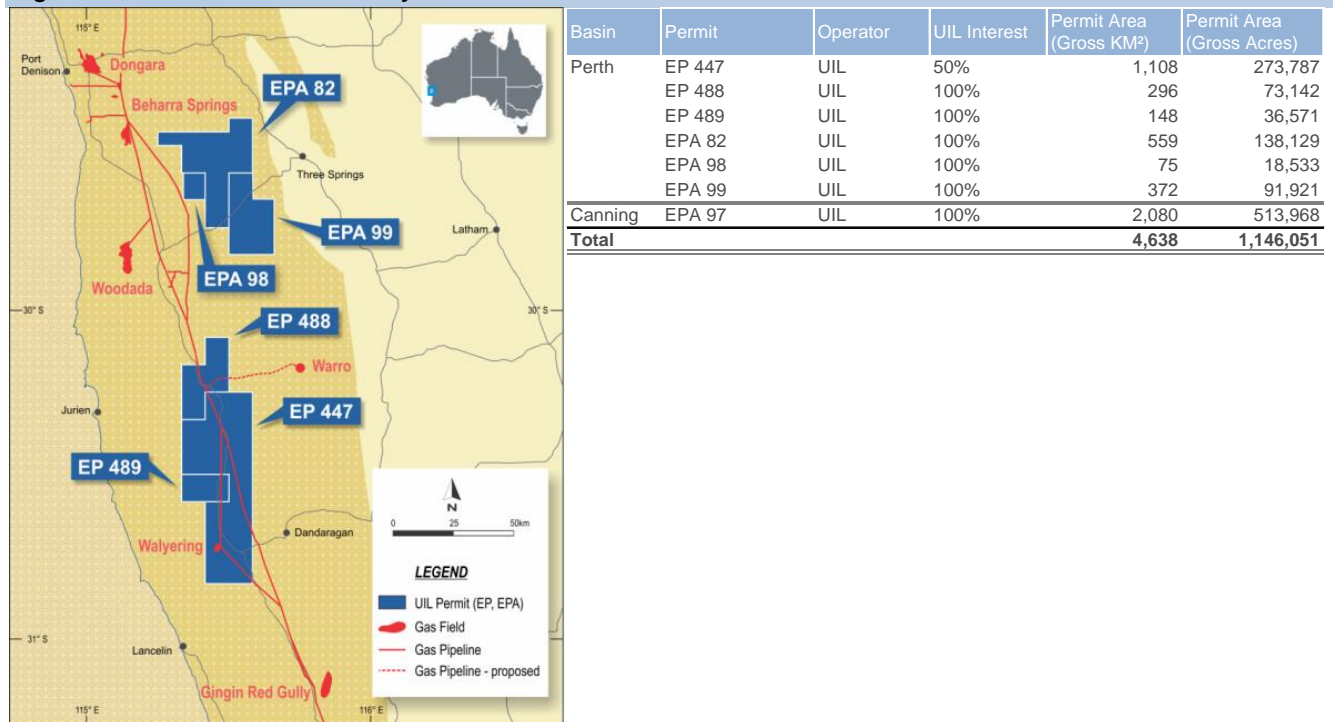 115° E
Port
Denison
Dongara
Beharra Springs
EPA 82
Three Springs
EPA 99
Latham
EPA 98
Woodada
30° S
30° S
EP 488
Warro
Jurien
EP 447
EP 489
N
0 25 50km
Dandaragan
Walyering
LEGEND
UIL Permit (EP, EPA)
Gas Field
Gas Pipeline
Gas Pipeline - proposed
31° S
Lancelin
Gingin Red Gully
115° E
116° E
Basin Permit Operator UIL Interest Permit Area (Gross KM²) Permit Area (Gross Acres)
Perth EP 447 UIL 50% 1,108 273,787
EP 488 UIL 100% 296 73,142
EP 489 UIL 100% 148 36,571
EPA 82 UIL 100% 559 138,129
EPA 98 UIL 100% 75 18,533
EPA 99 UIL 100% 372 91,921
Canning EPA 97 UIL 100% 2,080 513,968
Total 4,638 1,146,051